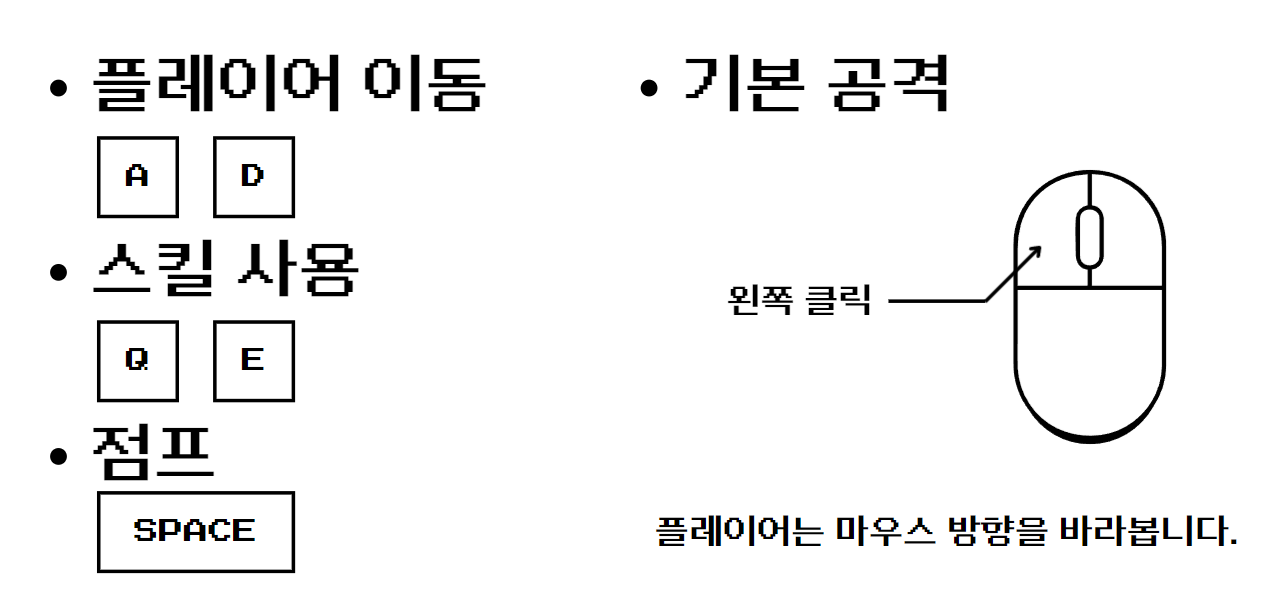 • 플레이어 이동
A D
• 스킬 사용
Q E
• 점프
SPACE
• 기본 공격
왼쪽 클릭
플레이어는 마우스 방향을 바라봅니다.